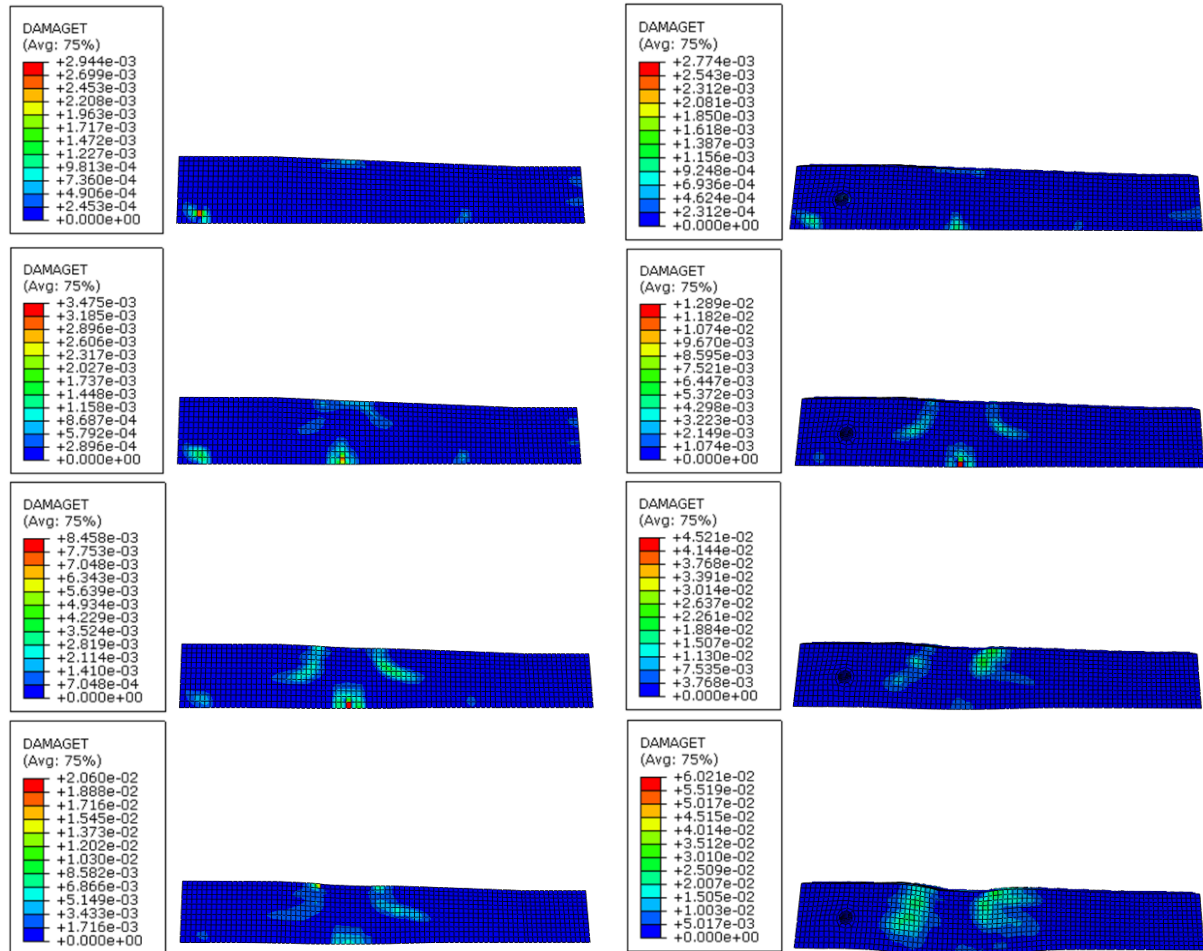 DAMAGET
(Avg: 75%)
+2.944e-03
+2.699e-03
+2.453e-03
+2.208e-03
+1.963e-03
+1.717e-03
+1.472e-03
+1.227e-03
+9.813e-04
+7.360e-04
+4.906e-04
+2.453e-04
+0.000e+00
DAMAGET
(Avg: 75%)
+2.774e-03
+2.543e-03
+2.312e-03
+2.081e-03
+1.850e-03
+1.618e-03
+1.387e-03
+1.156e-03
+9.248e-04
+6.936e-04
+4.624e-04
+2.312e-04
+0.000e+00
DAMAGET
(Avg: 75%)
+3.475e-03
+3.185e-03
+2.896e-03
+2.606e-03
+2.317e-03
+2.027e-03
+1.737e-03
+1.448e-03
+1.158e-03
+8.687e-04
+5.792e-04
+2.896e-04
+0.000e+00
DAMAGET
(Avg: 75%)
+1.289e-02
+1.182e-02
+1.074e-02
+9.670e-03
+8.595e-03
+7.521e-03
+6.447e-03
+5.372e-03
+4.298e-03
+3.223e-03
+2.149e-03
+1.074e-03
+0.000e+00
DAMAGET
(Avg: 75%)
+8.458e-03
+7.753e-03
+7.048e-03
+6.343e-03
+5.639e-03
+4.934e-03
+4.229e-03
+3.524e-03
+2.819e-03
+2.114e-03
+1.410e-03
+7.048e-04
+0.000e+00
DAMAGET
(Avg: 75%)
+4.521e-02
+4.144e-02
+3.768e-02
+3.391e-02
+3.014e-02
+2.637e-02
+2.261e-02
+1.884e-02
+1.507e-02
+1.130e-02
+7.535e-03
+3.768e-03
+0.000e+00
DAMAGET
(Avg: 75%)
+2.060e-02
+1.888e-02
+1.716e-02
+1.545e-02
+1.373e-02
+1.202e-02
+1.030e-02
+8.582e-03
+6.866e-03
+5.149e-03
+3.433e-03
+1.716e-03
+0.000e+00
DAMAGET
(Avg: 75%)
+6.021e-02
+5.519e-02
+5.017e-02
+4.515e-02
+4.014e-02
+3.512e-02
+3.010e-02
+2.509e-02
+2.007e-02
+1.505e-02
+1.003e-02
+5.017e-03
+0.000e+00